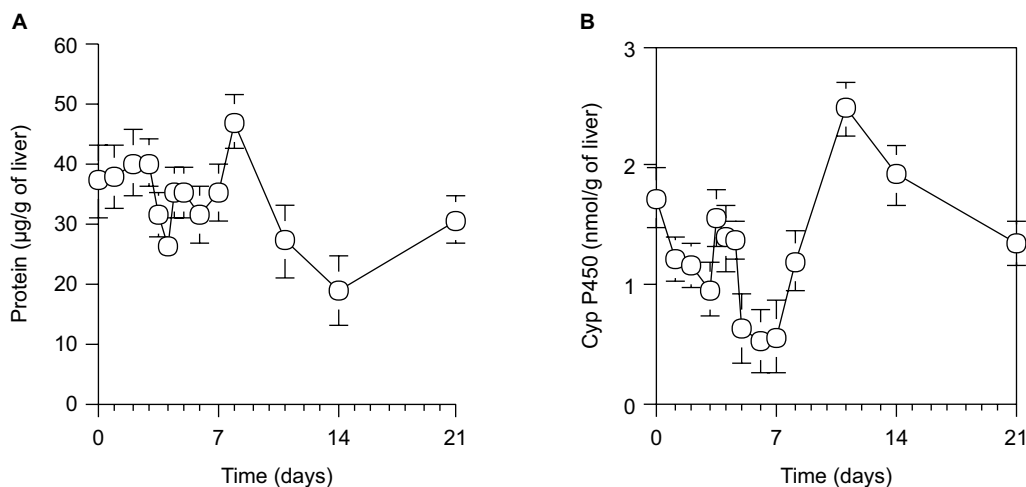 A
Protein (µg/g of liver)
60
50
40
30
20
10
0
0 7 14 21
Time (days)
B
Cyp P450 (nmol/g of liver)
3
2
1
0
0 7 14 21
Time (days)